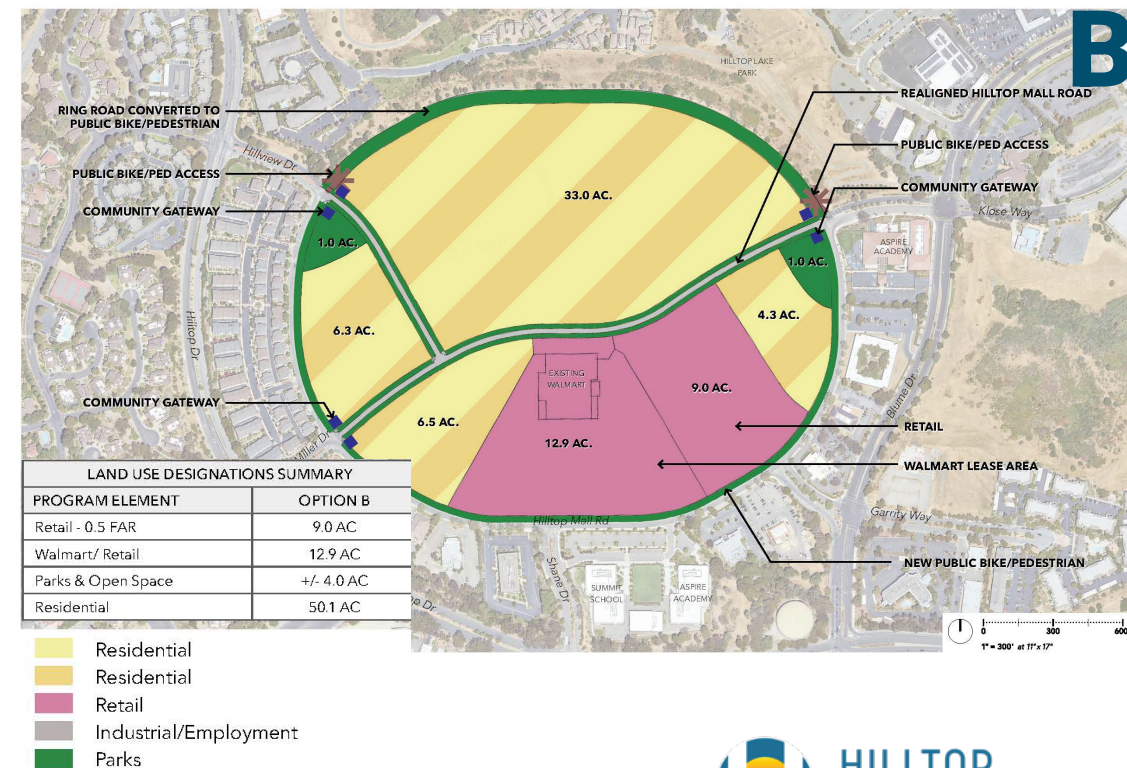 B
HILLTOP LAKE
PARK
REALIGNED HILLTOP MALL ROAD
RING ROAD CONVERTED TO
PUBLIC BIKE/PEDESTRIAN
PUBLIC BIKE/PED ACCESS
Hillview Dr
PUBLIC BIKE/PED ACCESS
COMMUNITY GATEWAY
33.0 AC.
COMMUNITY GATEWAY
Klose Way
1.0 AC.
ASPIRE
ACADEMY
1.0 AC.
Hilltop Dr
6.3 AC.
4.3 AC.
EXISTING
WALMART
9.0 AC.
Blume Dr
COMMUNITY GATEWAY
6.5 AC.
RETAIL
12.9 AC.
Miller Dr
WALMART LEASE AREA
LAND USE DESIGNATIONS SUMMARY
PROGRAM ELEMENT OPTION B
Retail - 0.5 FAR 9.0 AC
Walmart/ Retail 12.9 AC
Parks & Open Space +/- 4.0 AC
Residential 50.1 AC
Hilltop Mall Rd
Garrity Way
NEW PUBLIC BIKE/PEDESTRIAN
Shane Dr
SUMMIT
SCHOOL
ASPIRE
ACADEMY
op Dr
0 300 600
1" = 300' at 11"x 17"
Residential
Residential
Retail
Industrial/Employment
Parks
HILLTOP